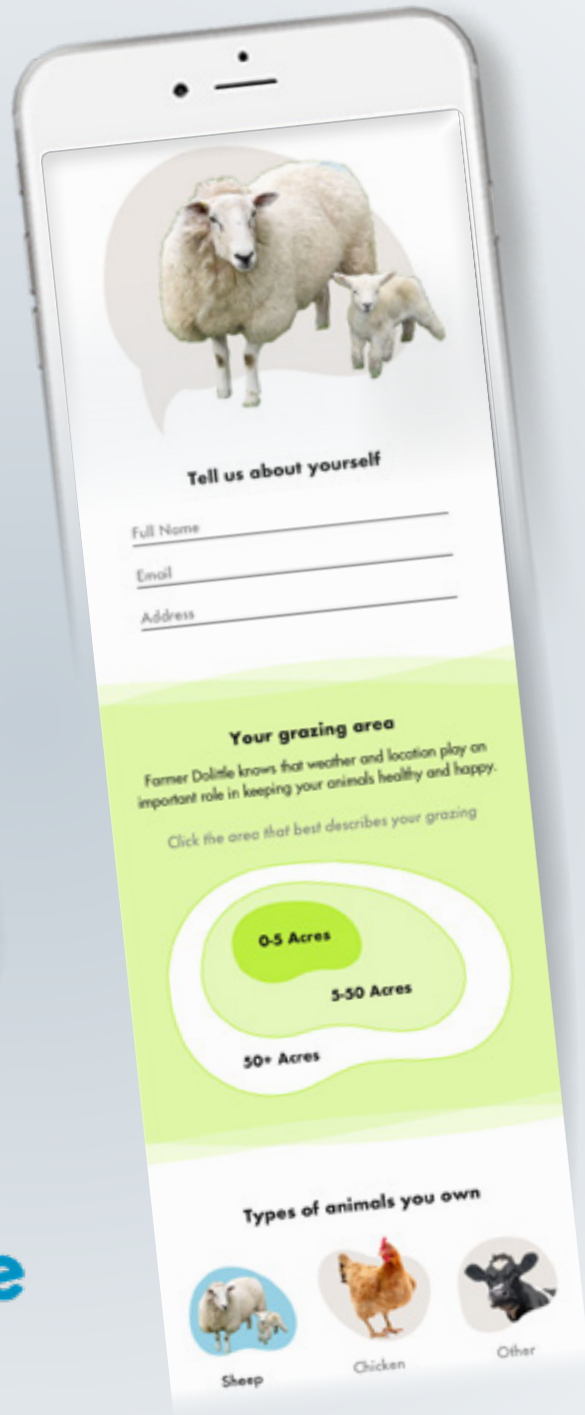 Tell us about yourself
Full Name
Email
Address
Your grazing area
Farmer Dolittle knows that weather and location play an
important role in keeping your animals healthy and happy.
Click the area that best describes your grazing
0-5 Acres
5-50 Acres
50+ Acres
Types of animals you own
Sheep
Chicken
Other
e